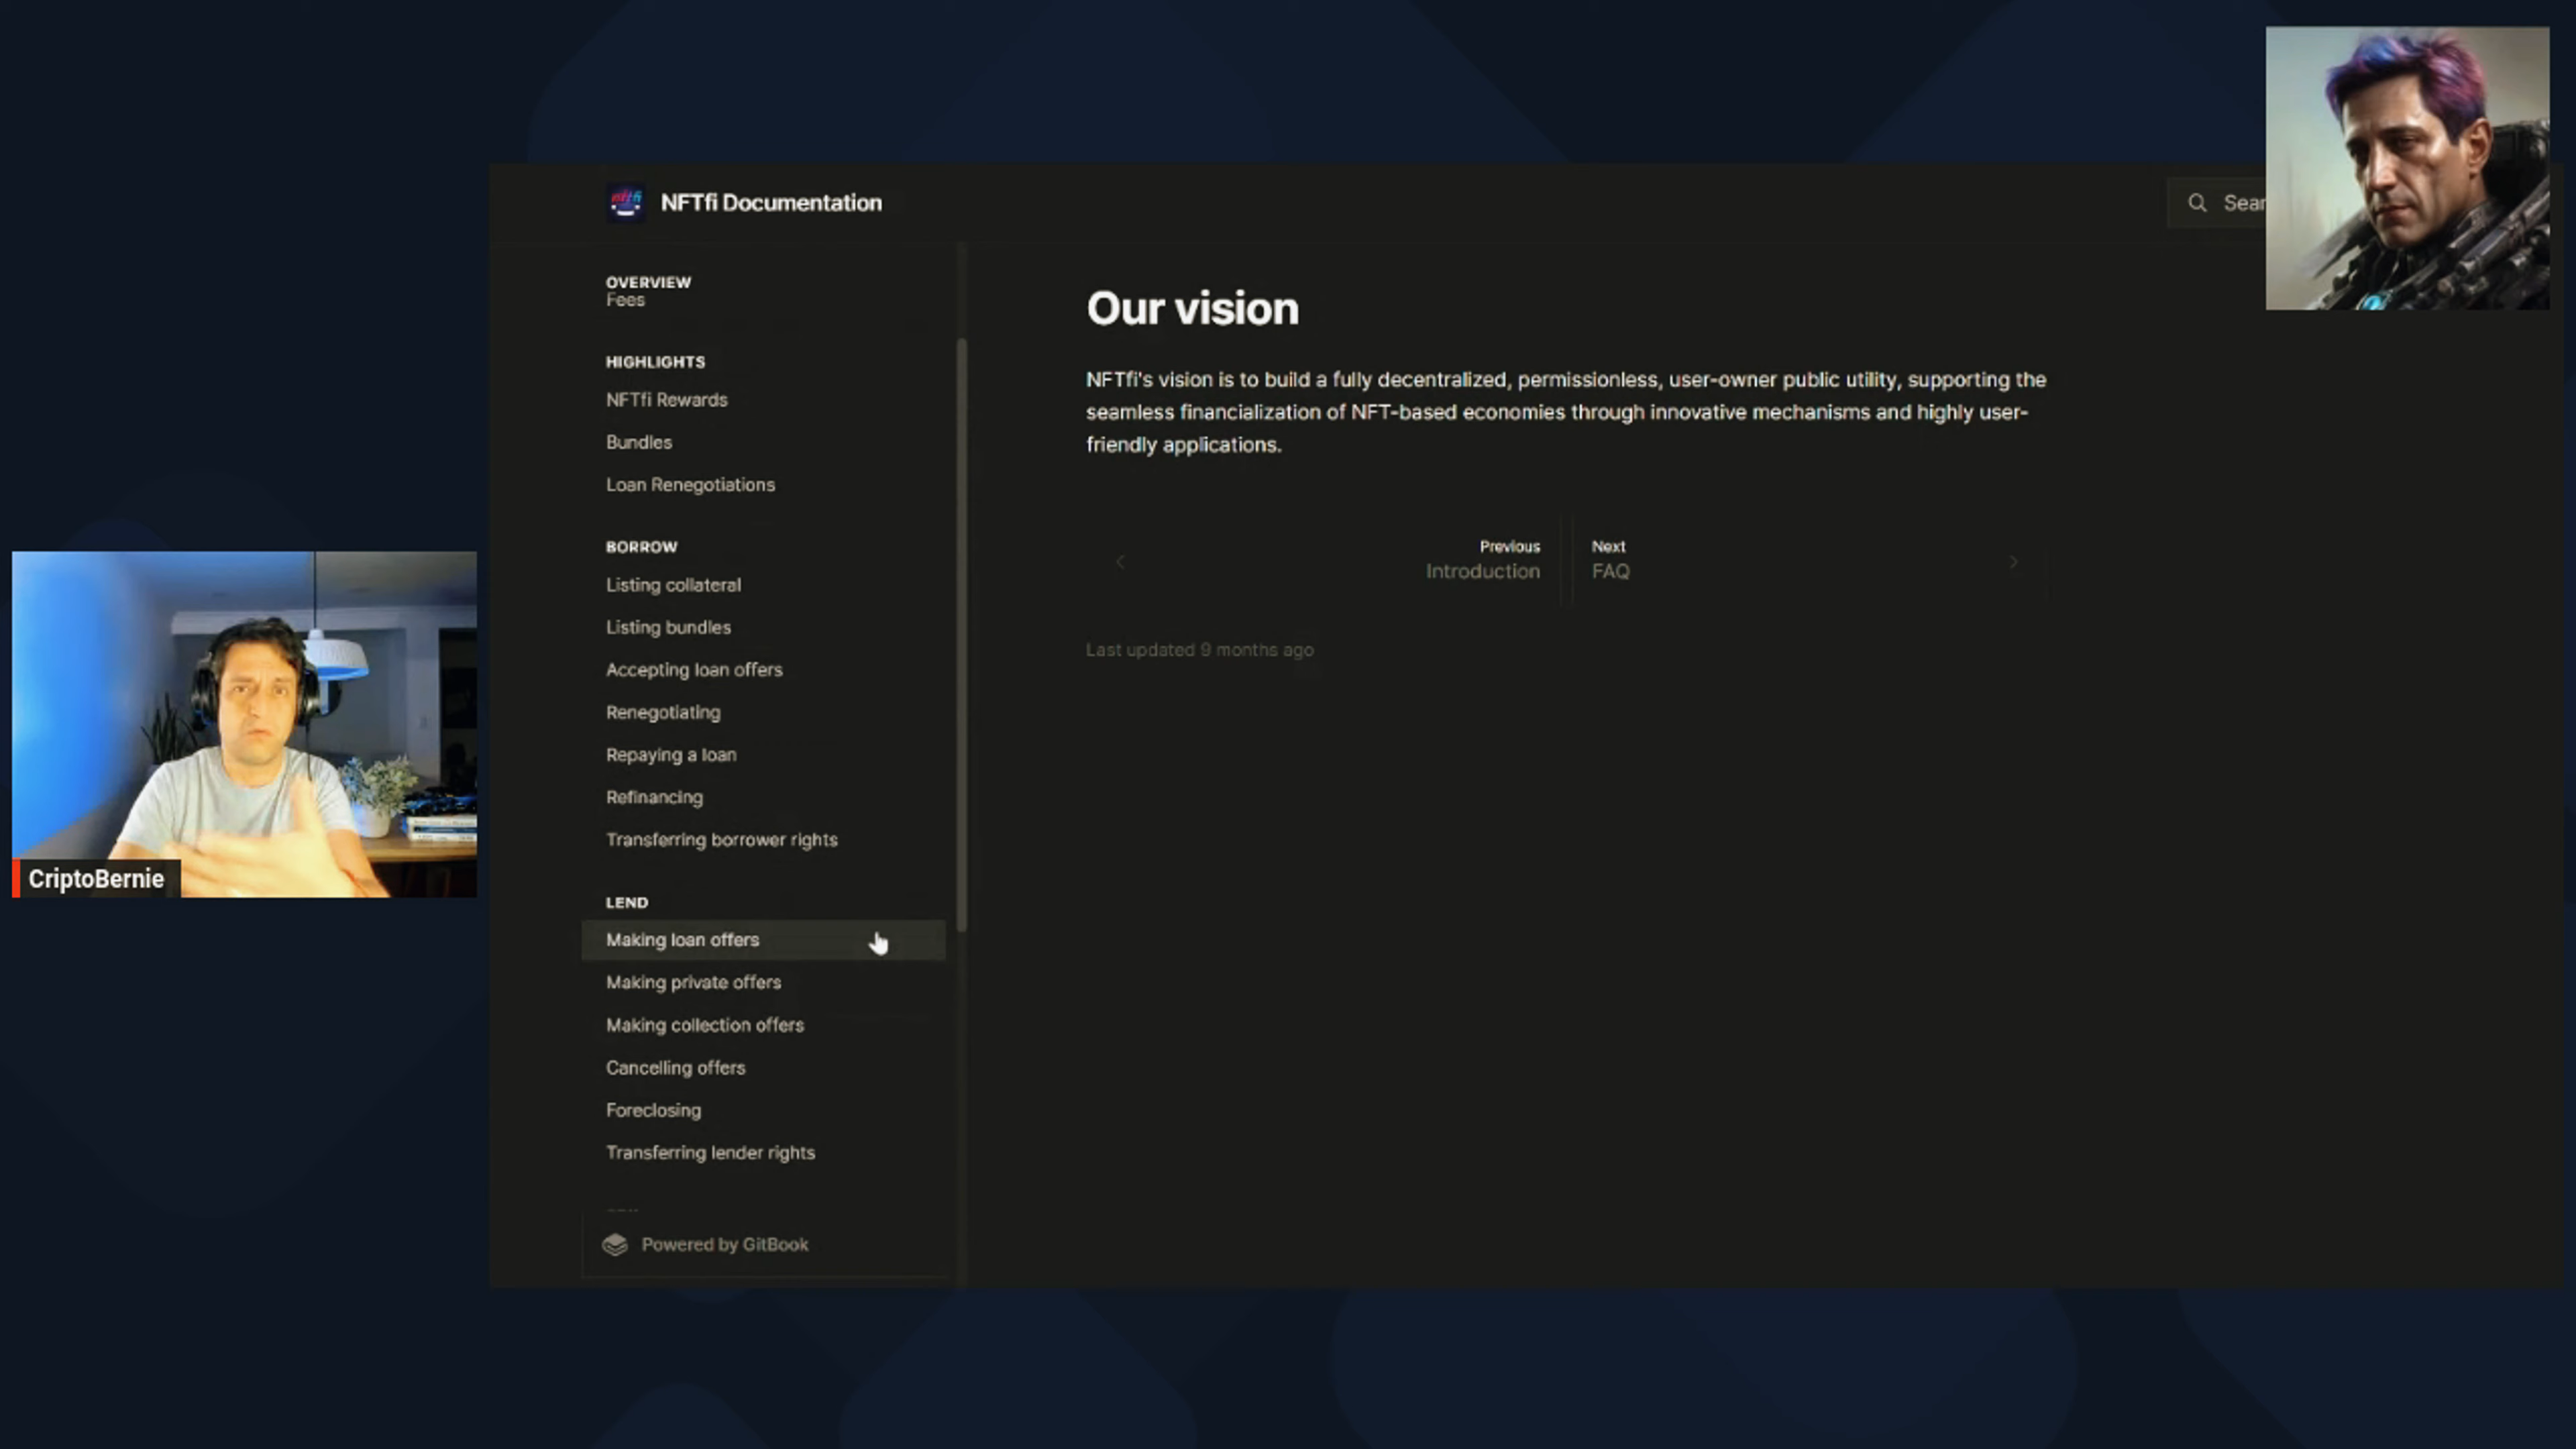 NFTfi Documentation
Sear
OVERVIEW
Fees
HIGHLIGHTS
NFTfi Rewards
Bundles
Loan Renegotiations
BORROW
Listing collateral
Listing bundles
Accepting loan offers
Renegotiating
Repaying a loan
Refinancing
Transferring borrower rights
LEND
Making loan offers
Making private offers
Making collection offers
Cancelling offers
Foreclosing
Transferring lender rights
Powered by GitBook
Our vision
NFTfi's vision is to build a fully decentralized, permissionless, user-owner public utility, supporting the
seamless financialization of NFT-based economies through innovative mechanisms and highly user-
friendly applications.
Previous
Introduction
Next
FAQ
Last updated 9 months ago
CriptoBernie